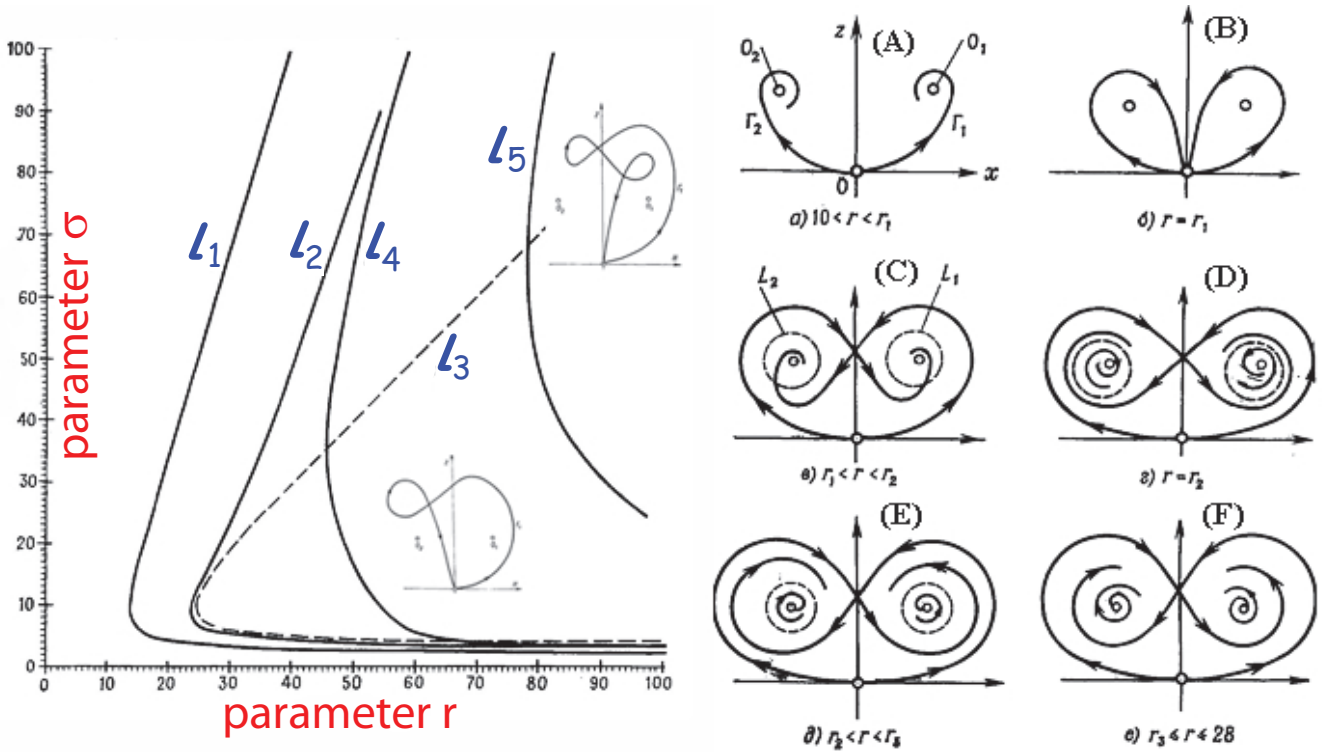 100
90
80
70
60
50
40
30
20
10
0
0 10 20 30 40 50 60 70 80 90 100
parameter σ
parameter r
l1
l2
l4
l3
l5
(A)
z
O2
O1
Γ2
Γ1
O
x
а) 10 < r < r1
(B)
б) r = r1
(C)
L2
L1
в) r1 < r < r2
(D)
г) r = r2
(E)
д) r2 < r < r3
(F)
е) r3 ⩽ r ⩽ 28